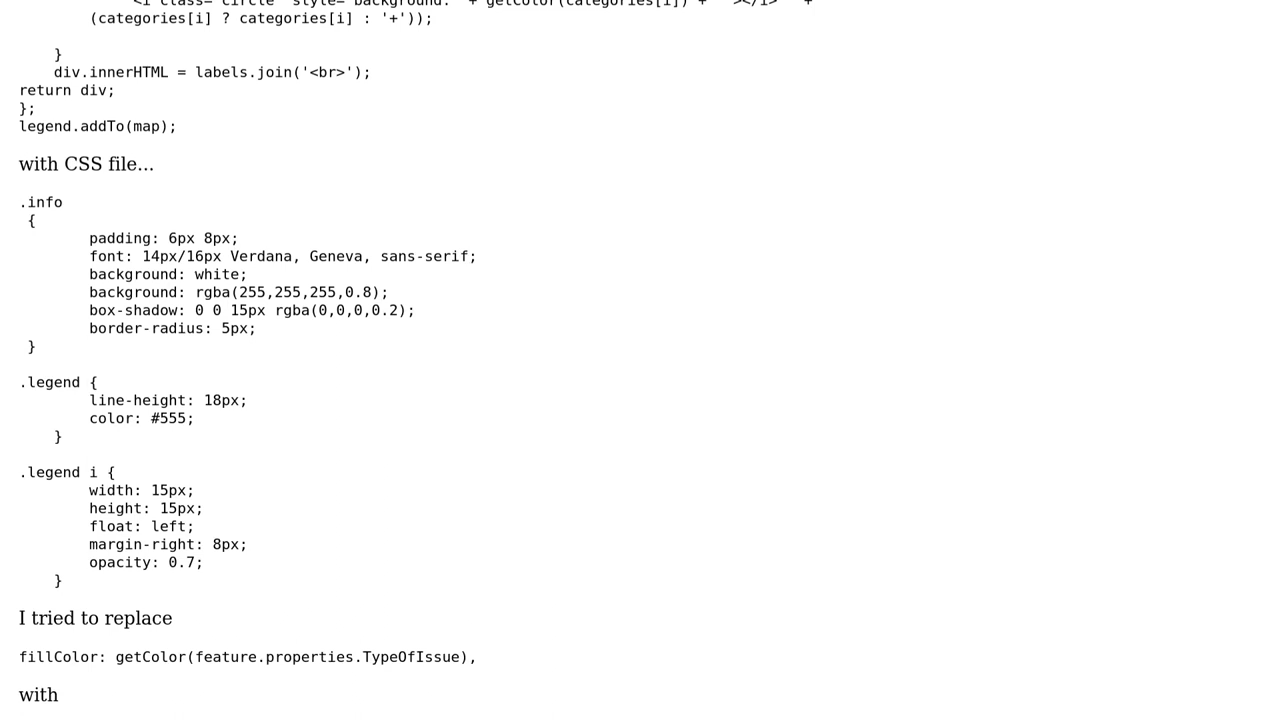 (categories[i] ? categories[i] : '+'));
}
div.innerHTML = labels.join('<br>');
return div;
};
legend.addTo(map);
with CSS file...
.info
{
padding: 6px 8px;
font: 14px/16px Verdana, Geneva, sans-serif;
background: white;
background: rgba(255,255,255,0.8);
box-shadow: 0 0 15px rgba(0,0,0,0.2);
border-radius: 5px;
}
.legend {
line-height: 18px;
color: #555;
}
.legend i {
width: 15px;
height: 15px;
float: left;
margin-right: 8px;
opacity: 0.7;
}
I tried to replace
fillColor: getColor(feature.properties.TypeOfIssue),
with